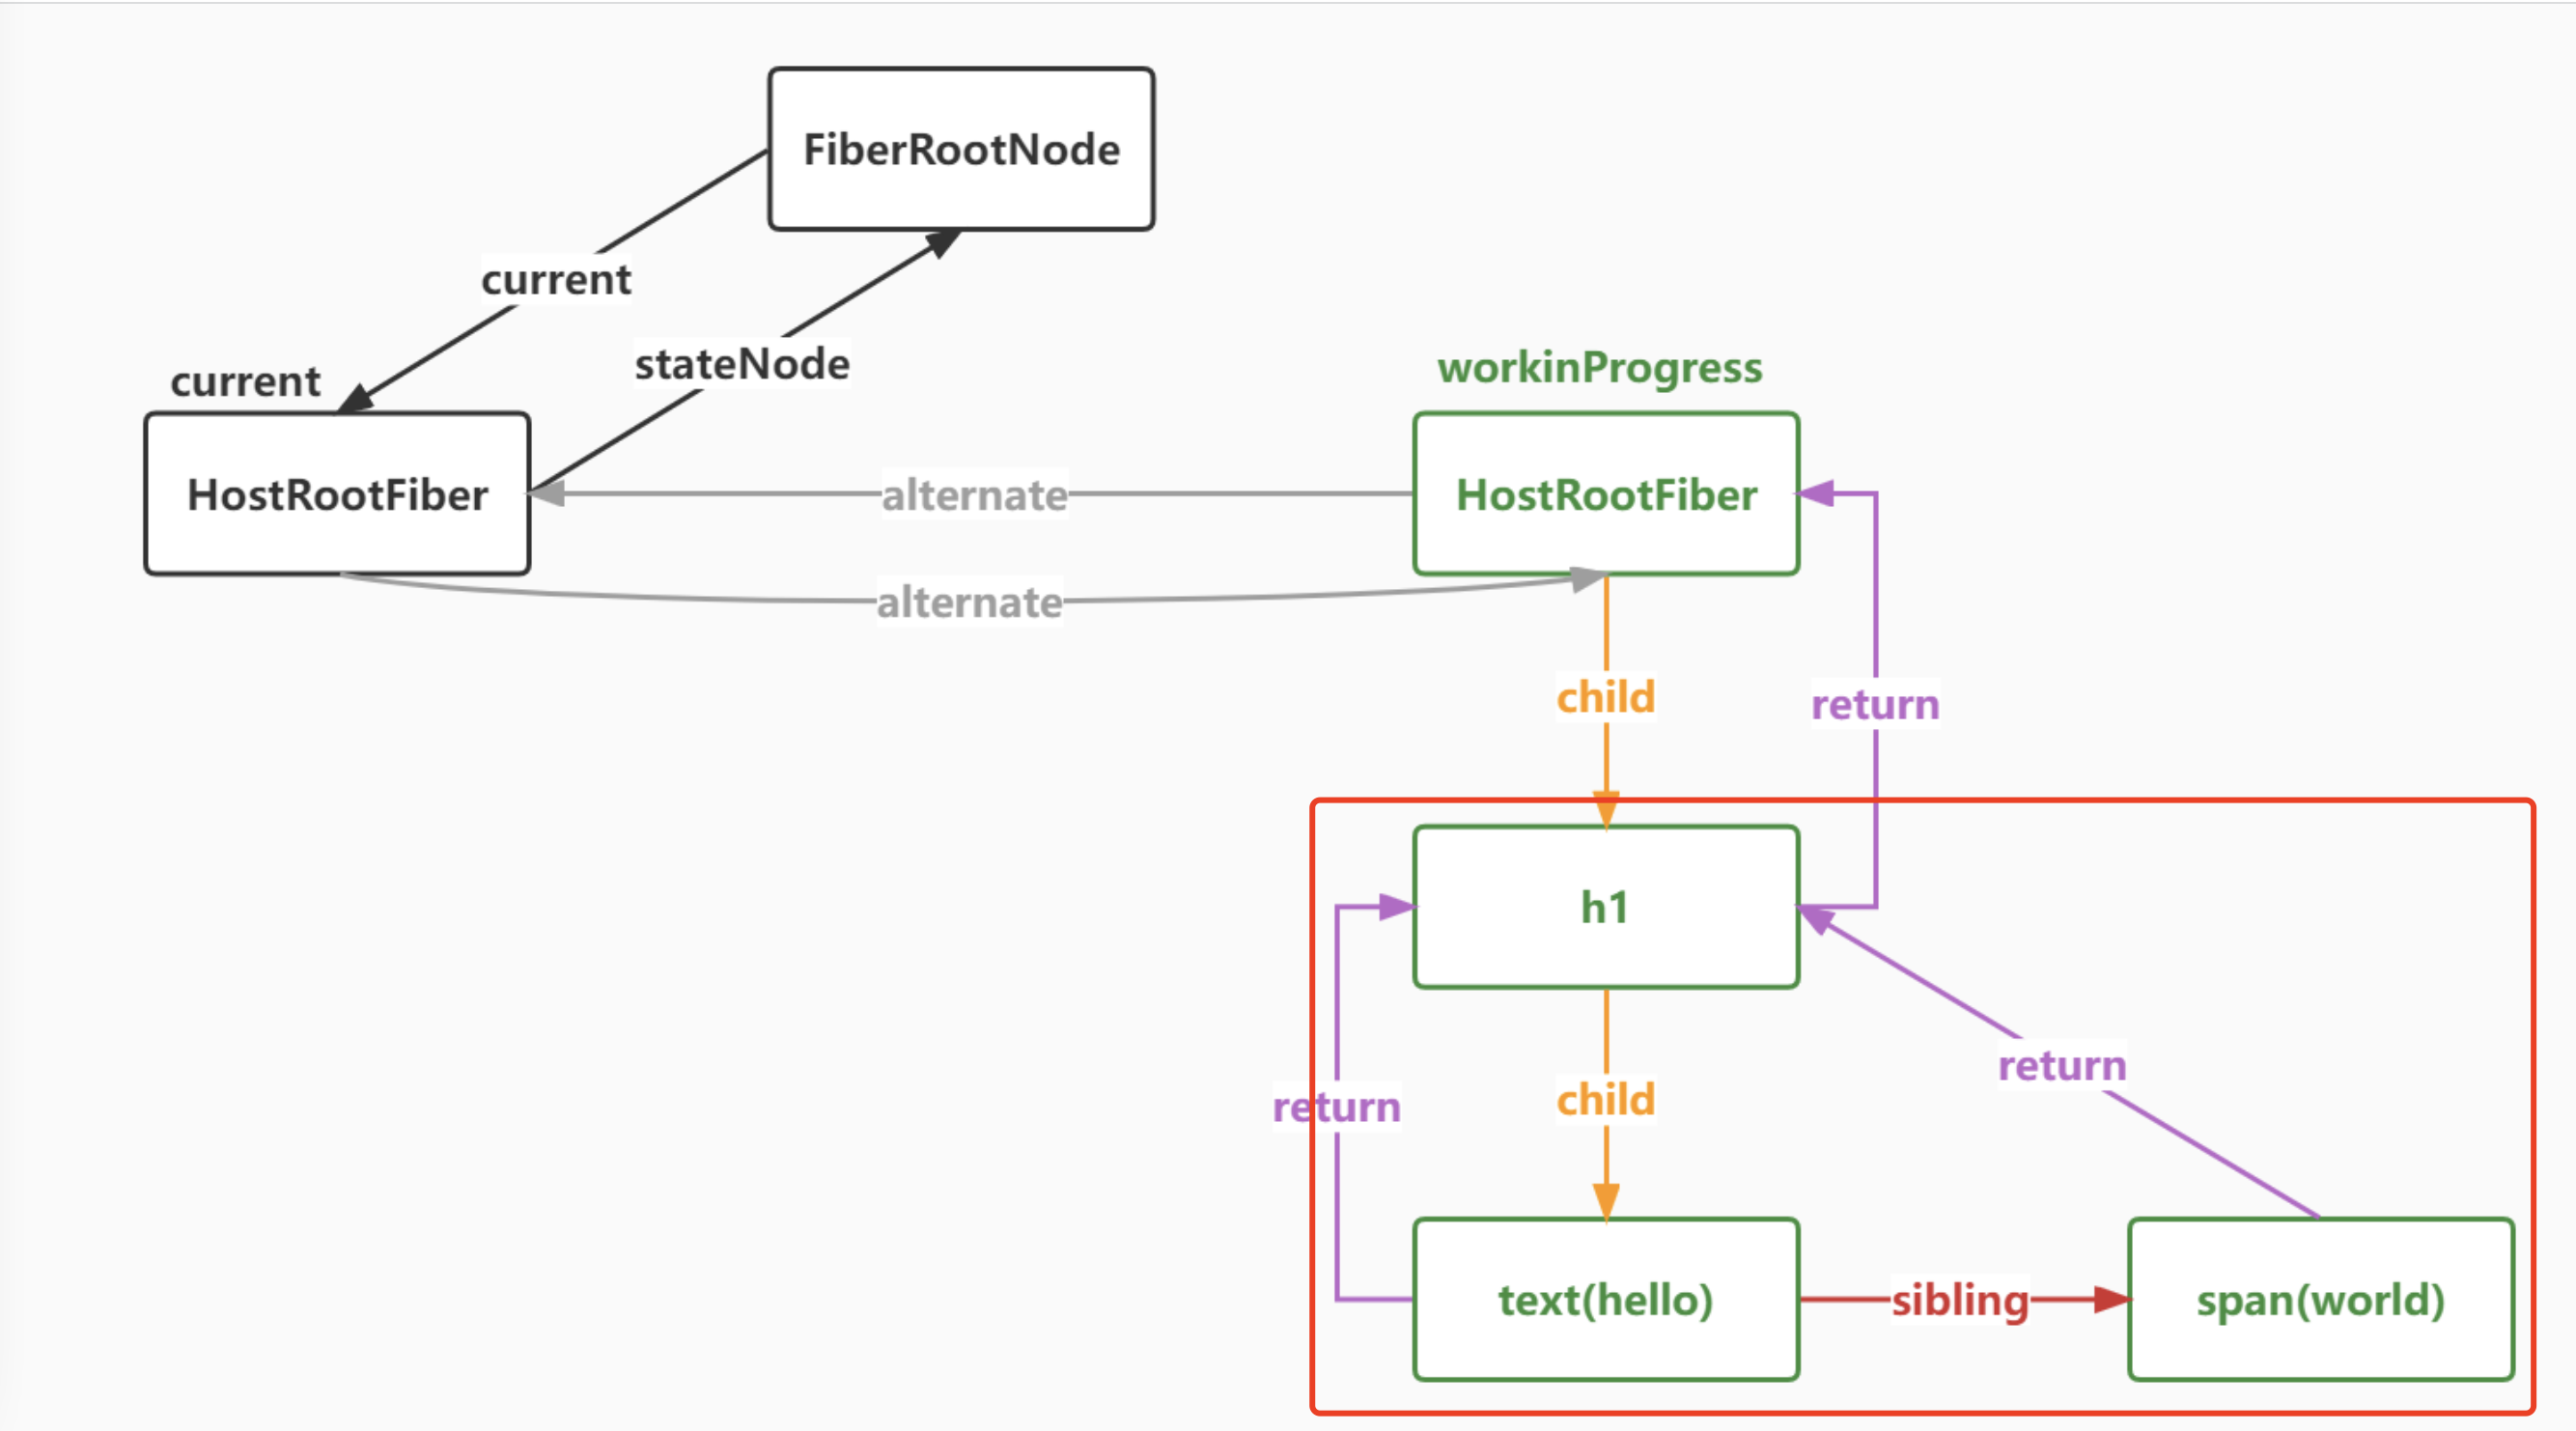 FiberRootNode
current
stateNode
current
workinProgress
HostRootFiber
alternate
HostRootFiber
alternate
child
return
h1
return
return
child
text(hello)
sibling
span(world)